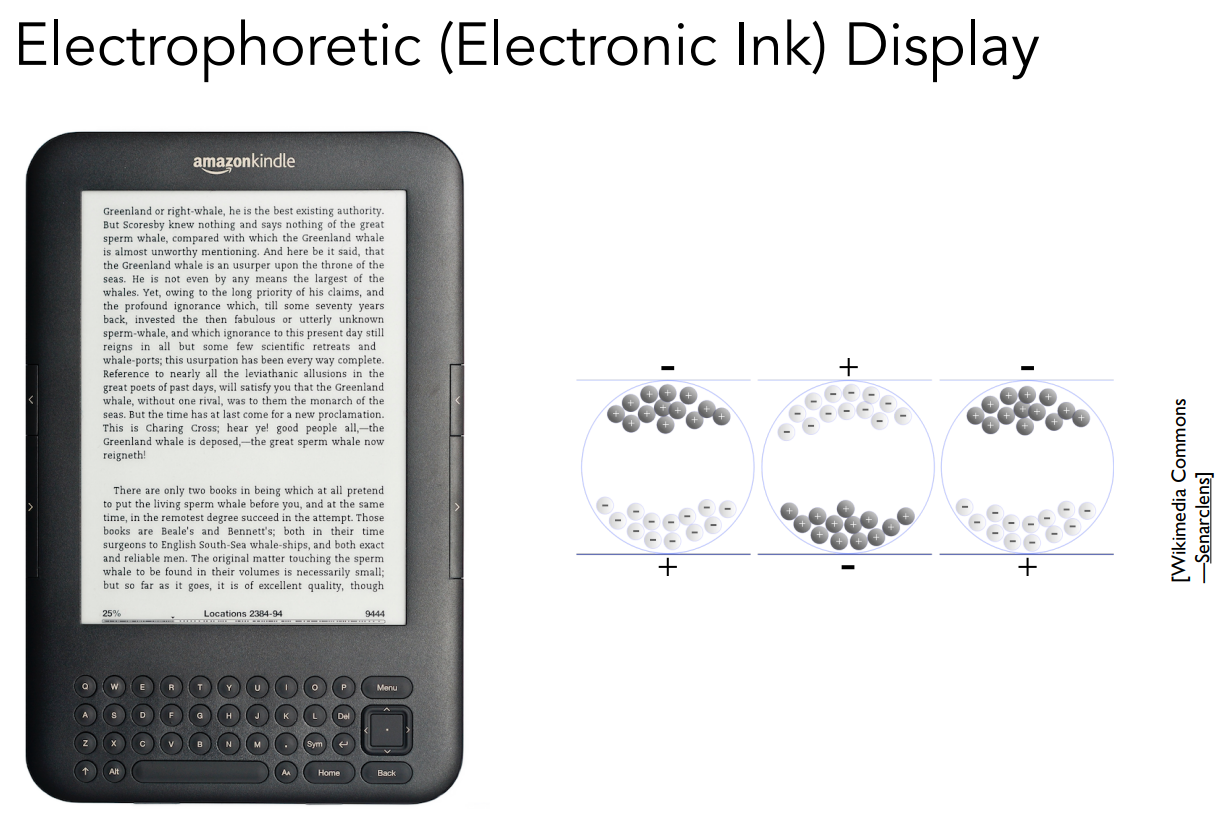 Electrophoretic (Electronic Ink) Display
amazonkindle
Greenland or right-whale, he is the best existing authority.
But Scoresby knew nothing and says nothing of the great
sperm whale, compared with which the Greenland whale
is almost unworthy mentioning. And here be it said, that
the Greenland whale is an usurper upon the throne of the
seas. He is not even by any means the largest of the
whales. Yet, owing to the long priority of his claims, and
the profound ignorance which, till some seventy years
back, invested the then fabulous or utterly unknown
sperm-whale, and which ignorance to this present day still
reigns in all but some few scientific retreats and
whale-ports; this usurpation has been every way complete.
Reference to nearly all the leviathanic allusions in the
great poets of past days, will satisfy you that the Greenland
whale, without one rival, was to them the monarch of the
seas. But the time has at last come for a new proclamation.
This is Charing Cross; hear ye! good people all,—the
Greenland whale is deposed,—the great sperm whale now
reigneth!
There are only two books in being which at all pretend
to put the living sperm whale before you, and at the same
time, in the remotest degree succeed in the attempt. Those
books are Beale's and Bennett's; both in their time
surgeons to English South-Sea whale-ships, and both exact
and reliable men. The original matter touching the sperm
whale to be found in their volumes is necessarily small;
but so far as it goes, it is of excellent quality, though
25% Locations 2384-94 9444
Q W E R T Y U I O P Menu
A S D F G H J K L Del
Z X C V B N M . Sym
Alt AA Home Back
- + -
+ - +
[Wikimedia Commons
—Senarclens]